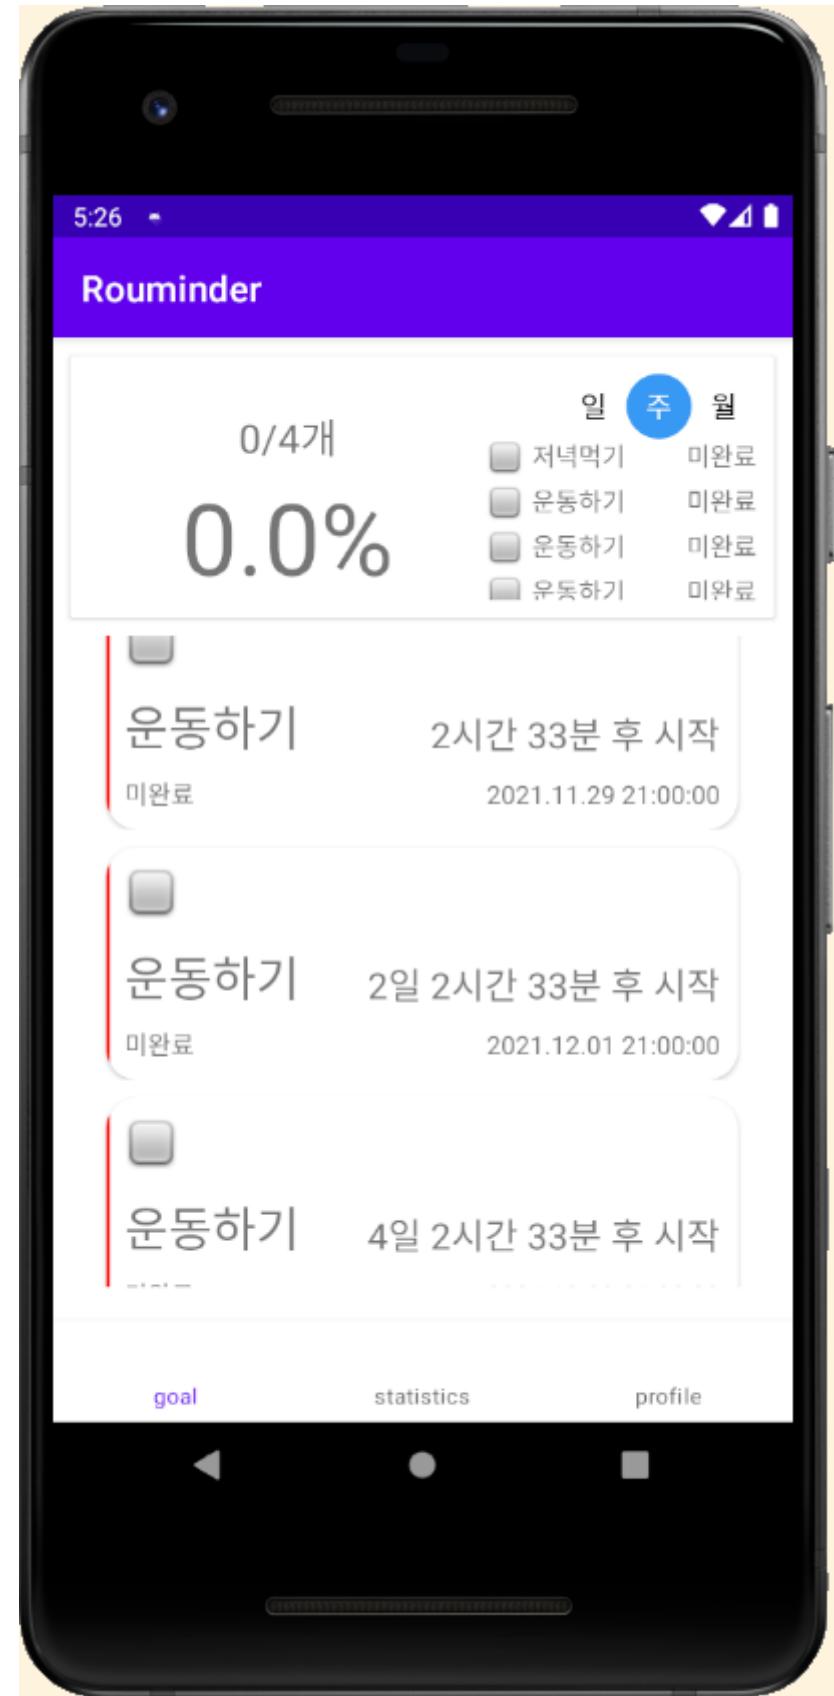 5:26
Rouminder
일 주 월
0/4개
0.0%
저녁먹기 미완료
운동하기 미완료
운동하기 미완료
운동하기 미완료
운동하기 2시간 33분 후 시작
미완료 2021.11.29 21:00:00
운동하기 2일 2시간 33분 후 시작
미완료 2021.12.01 21:00:00
운동하기 4일 2시간 33분 후 시작
goal statistics profile